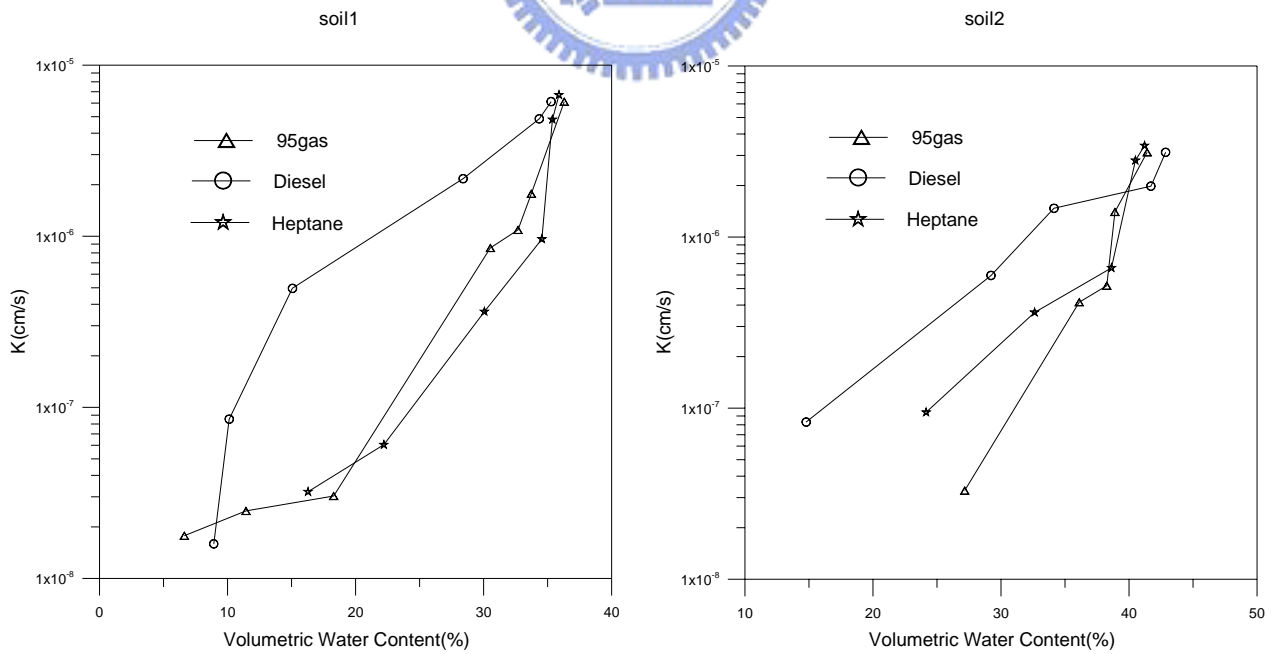 soil1
1x10⁻⁵
1x10⁻⁶
1x10⁻⁷
1x10⁻⁸
K(cm/s)
95gas
Diesel
Heptane
0 10 20 30 40
Volumetric Water Content(%)
soil2
1x10⁻⁵
1x10⁻⁶
1x10⁻⁷
1x10⁻⁸
K(cm/s)
95gas
Diesel
Heptane
10 20 30 40 50
Volumetric Water Content(%)